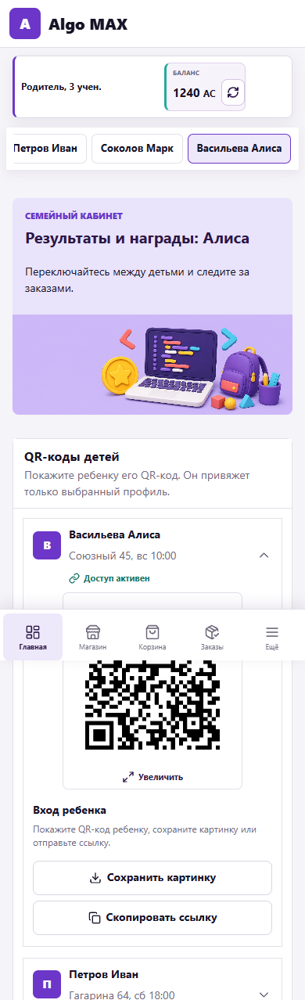 A Algo MAX
Родитель, 3 учен.
БАЛАНС
1240 AC
Петров Иван
Соколов Марк
Васильева Алиса
СЕМЕЙНЫЙ КАБИНЕТ
Результаты и награды: Алиса
Переключайтесь между детьми и следите за
заказами.
QR-коды детей
Покажите ребенку его QR-код. Он привяжет
только выбранный профиль.
В
Васильева Алиса
Союзный 45, вс 10:00
Доступ активен
Главная
Магазин
Корзина
Заказы
Ещё
Увеличить
Вход ребенка
Покажите QR-код ребенку, сохраните картинку или
отправьте ссылку.
Сохранить картинку
Скопировать ссылку
П
Петров Иван
Гагарина 64, сб 18:00